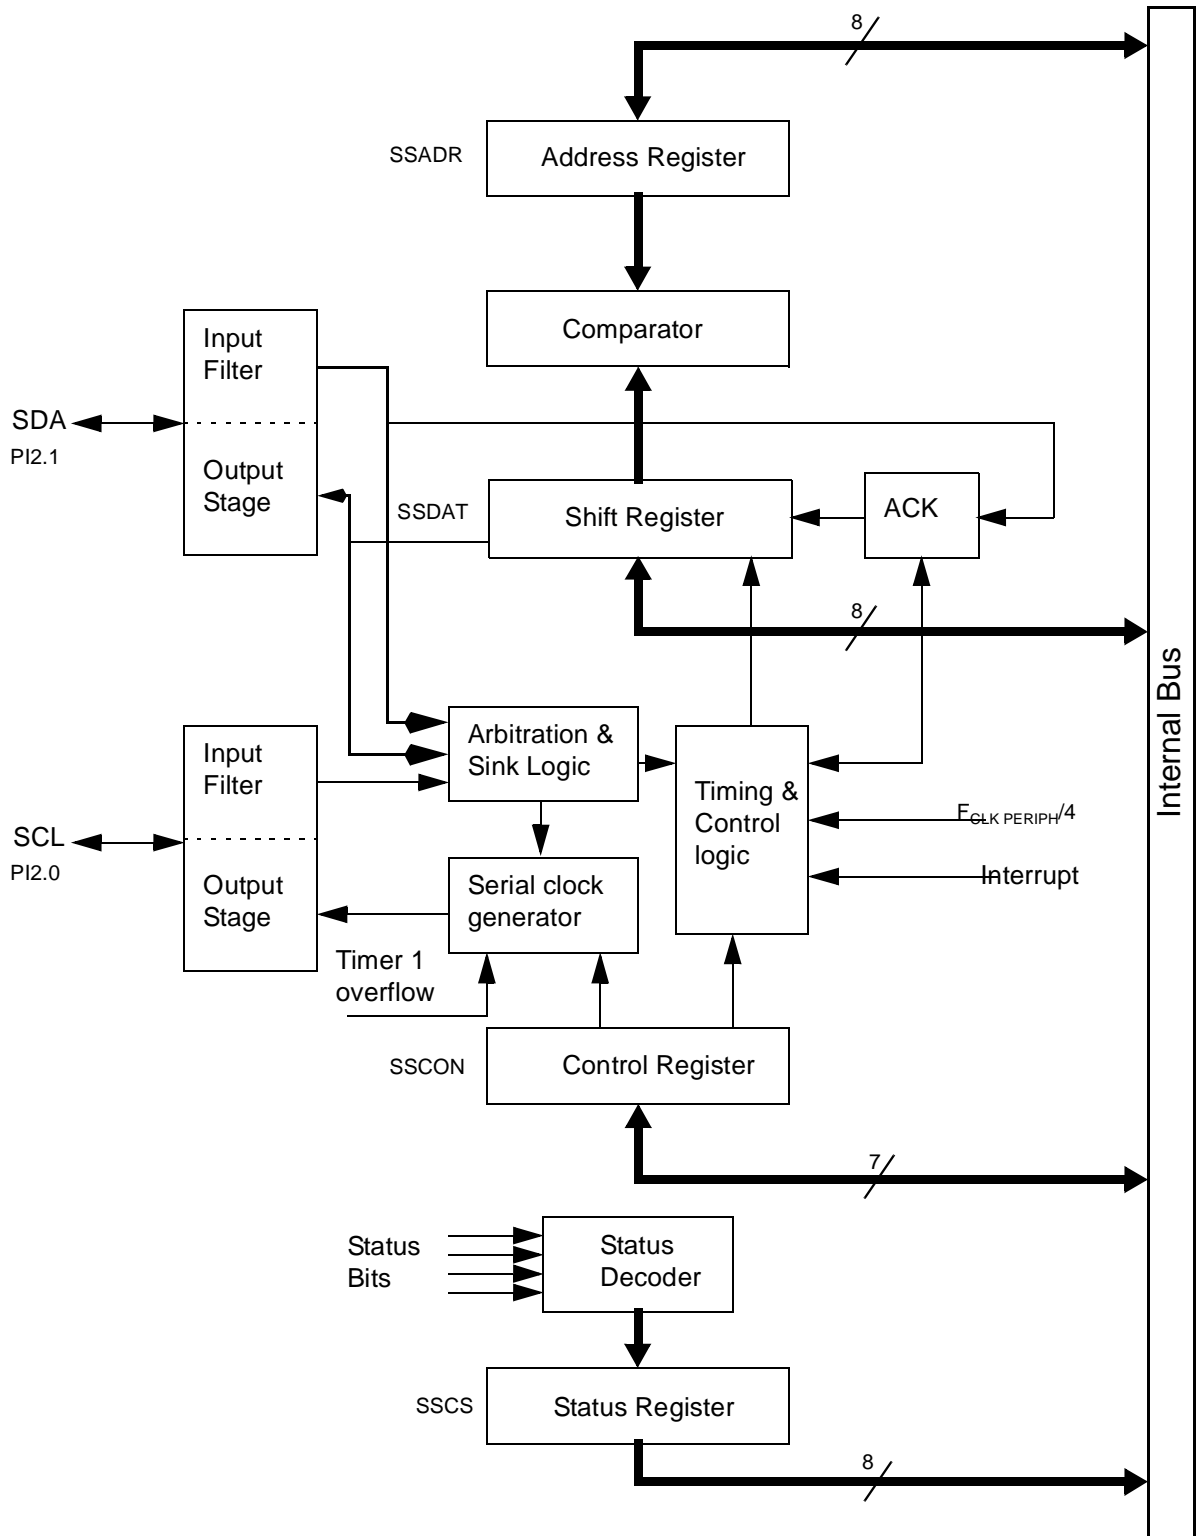 8
SSADR
Address Register
Comparator
Input
Filter
SDA
PI2.1
Output
Stage
SSDAT
Shift Register
ACK
8
Internal Bus
Arbitration &
Sink Logic
Input
Filter
Timing &
Control
logic
FCLK PERIPH/4
SCL
PI2.0
Output
Stage
Serial clock
generator
Interrupt
Timer 1
overflow
SSCON
Control Register
7
Status
Bits
Status
Decoder
SSCS
Status Register
8